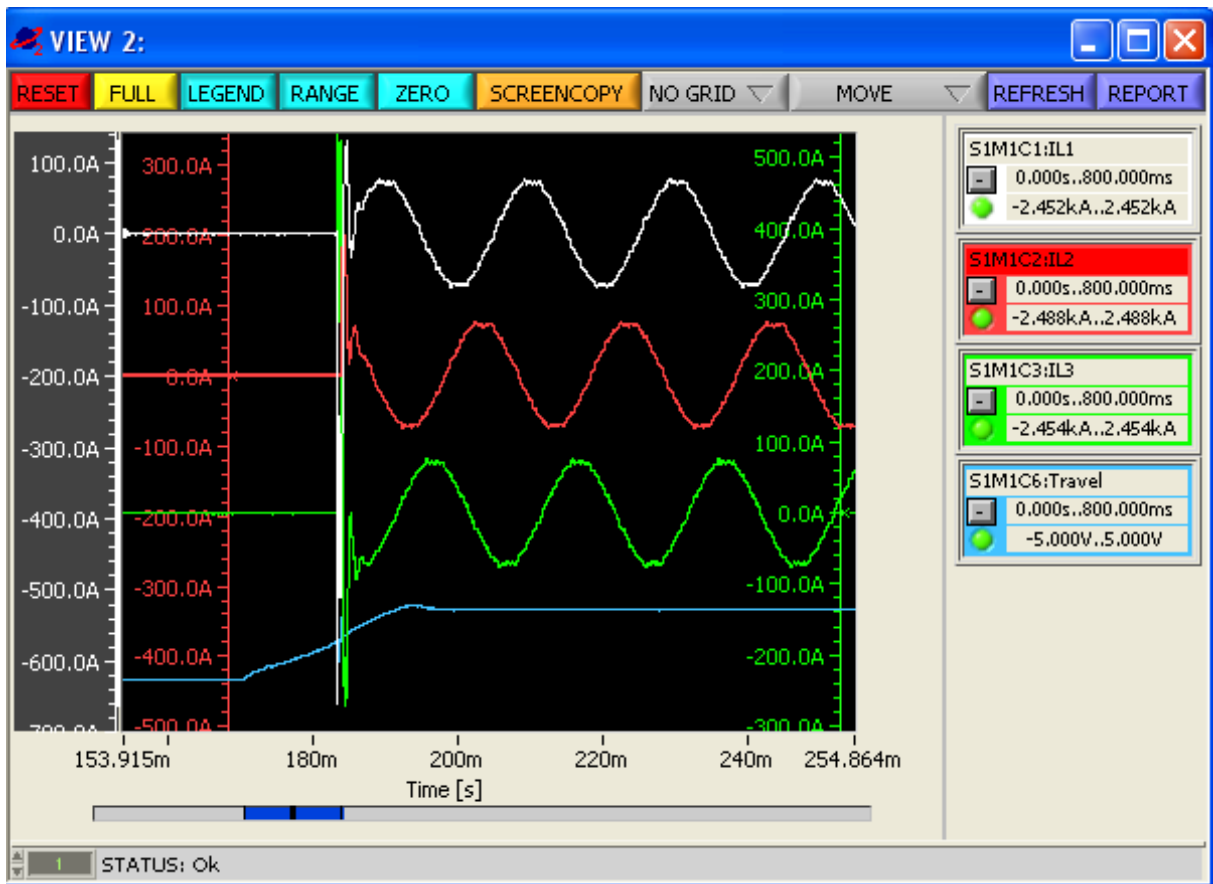 VIEW 2:
RESET FULL LEGEND RANGE ZERO SCREENCOPY NO GRID MOVE REFRESH REPORT
100.0A
0.0A
-100.0A
-200.0A
-300.0A
-400.0A
-500.0A
-600.0A
-700.0A
300.0A
200.0A
100.0A
0.0A
-100.0A
-200.0A
-300.0A
-400.0A
-500.0A
500.0A
400.0A
300.0A
200.0A
100.0A
0.0A
-100.0A
-200.0A
-300.0A
153.915m 180m 200m 220m 240m 254.864m
Time [s]
S1M1C1:IL1
-
0.000s..800.000ms
-2.452kA..2.452kA
S1M1C2:IL2
-
0.000s..800.000ms
-2.488kA..2.488kA
S1M1C3:IL3
-
0.000s..800.000ms
-2.454kA..2.454kA
S1M1C6:Travel
-
0.000s..800.000ms
-5.000V..5.000V
1 STATUS: Ok